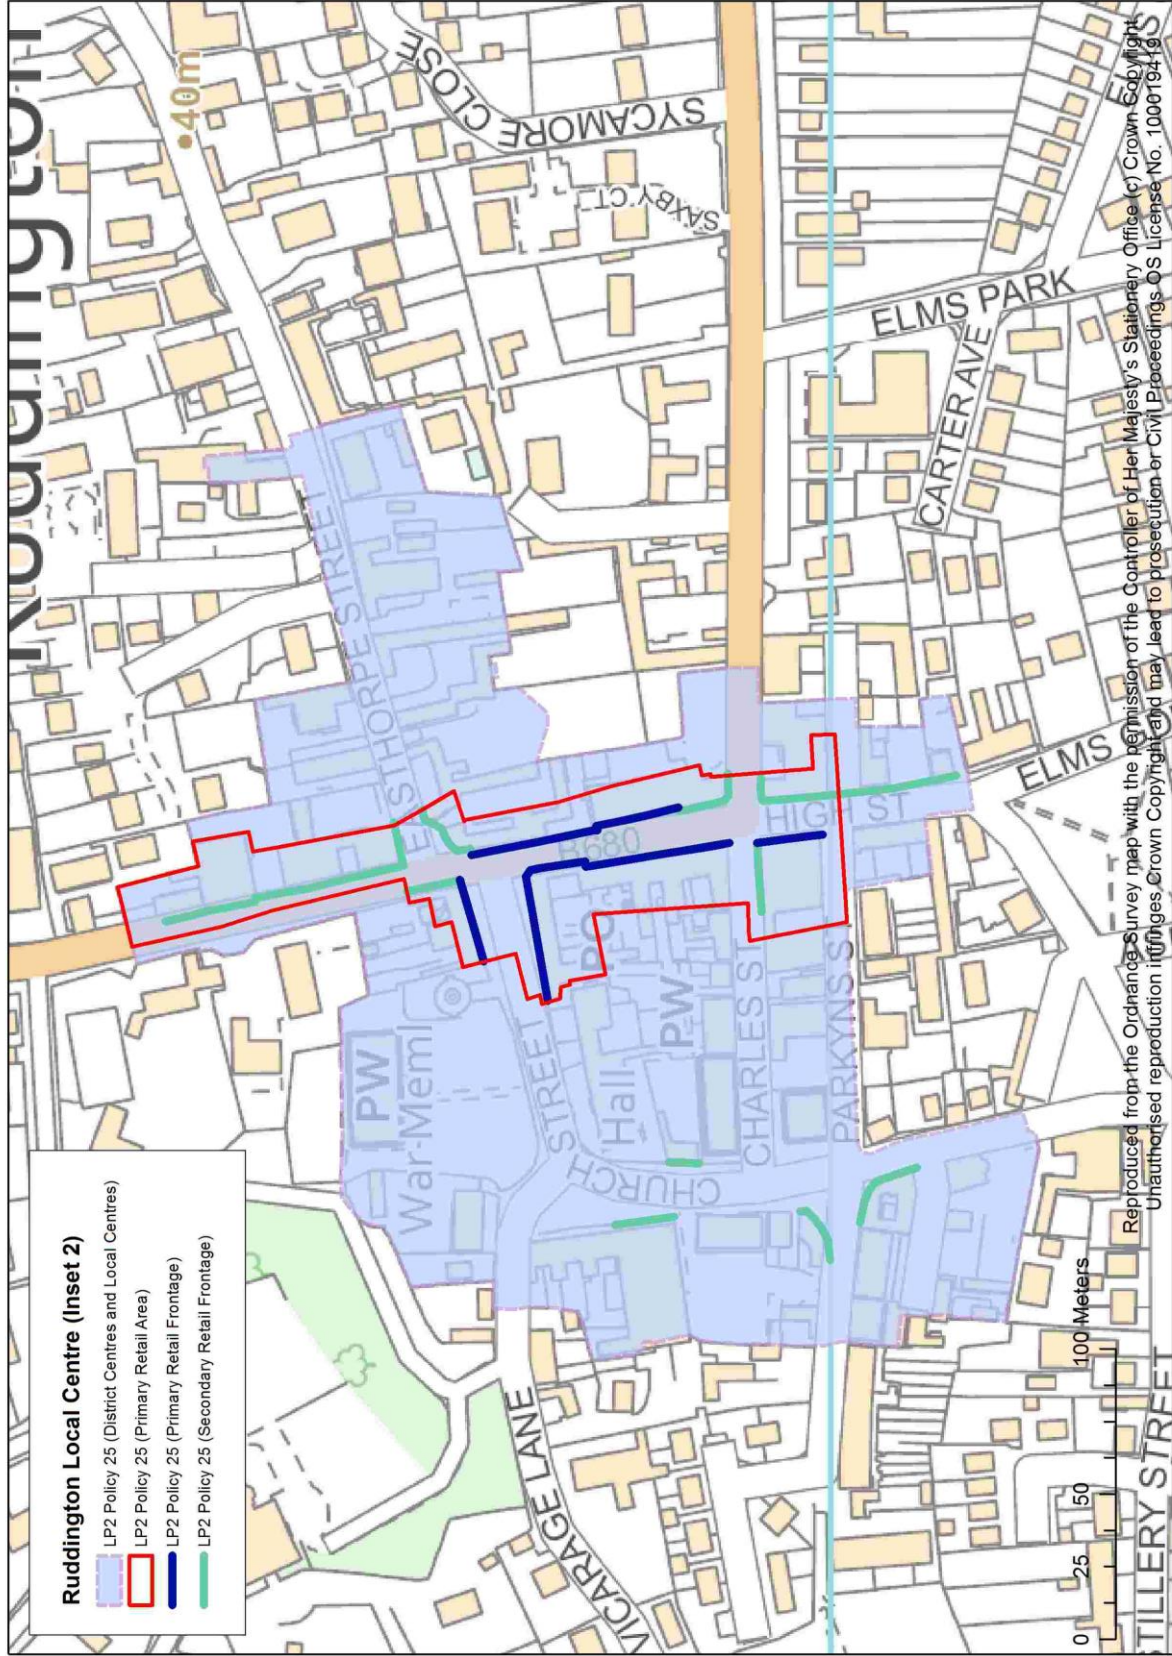 Ruddington Local Centre (Inset 2)
LP2 Policy 25 (District Centres and Local Centres)
LP2 Policy 25 (Primary Retail Area)
LP2 Policy 25 (Primary Retail Frontage)
LP2 Policy 25 (Secondary Retail Frontage)
Ruddington
40m
SYCAMORE CLOSE
SAXBY CT
EASTHORPE STREET
PW
War Meml
B680
PO
PW
Hall
CHURCH STREET
CHARLES ST
HIGH ST
PARKYNS S
ELMS PARK
CARTER AVE
VICARAGE LANE
TILLERY STREET
0 25 50 100 Meters
Reproduced from the Ordnance Survey map with the permission of the Controller of Her Majesty's Stationery Office (c) Crown Copyright
Unauthorised reproduction infringes Crown Copyright and may lead to prosecution or Civil Proceedings OS License No. 100019419